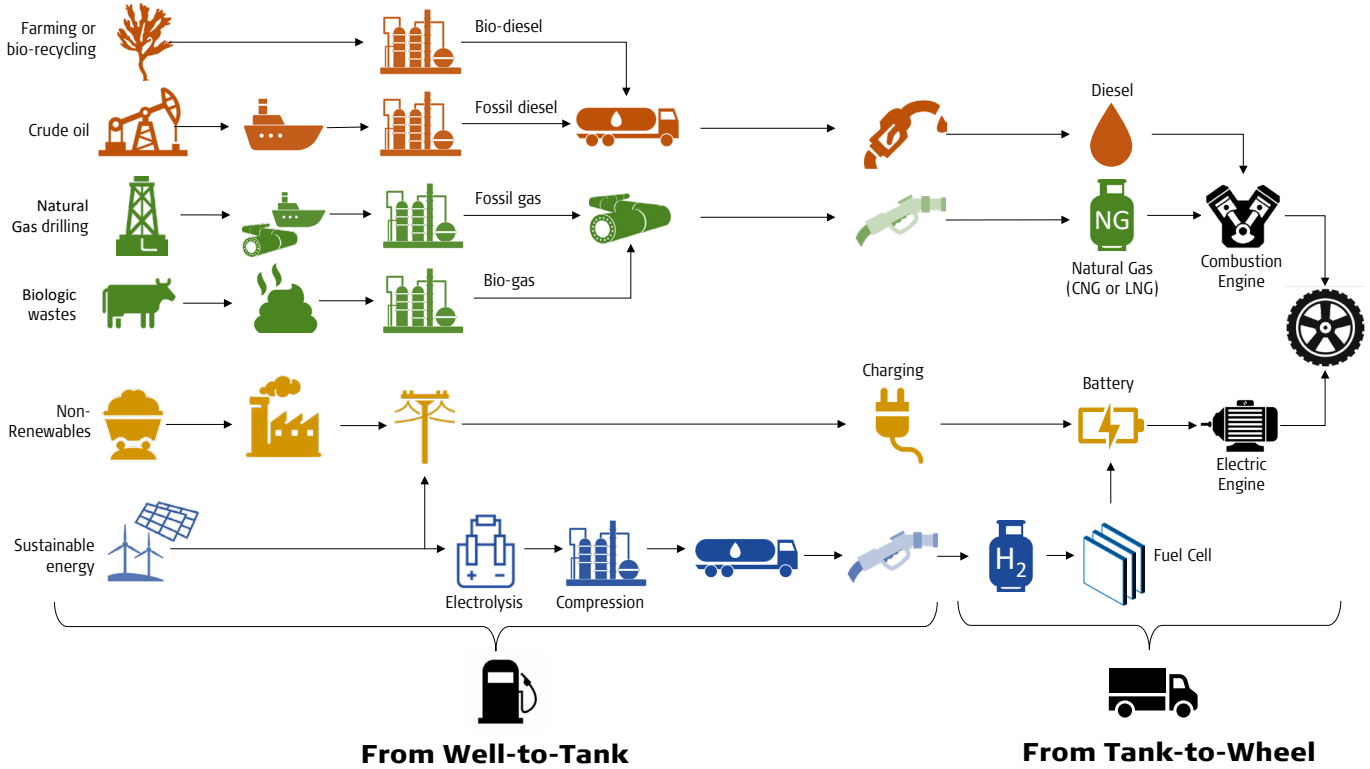 Farming or
bio-recycling
Bio-diesel
Crude oil
Fossil diesel
Diesel
Natural
Gas drilling
Fossil gas
NG
Natural Gas
(CNG or LNG)
Combustion
Engine
Biologic
wastes
Bio-gas
Non-
Renewables
Charging
Battery
Electric
Engine
Sustainable
energy
Electrolysis
Compression
H2
Fuel Cell
From Well-to-Tank
From Tank-to-Wheel